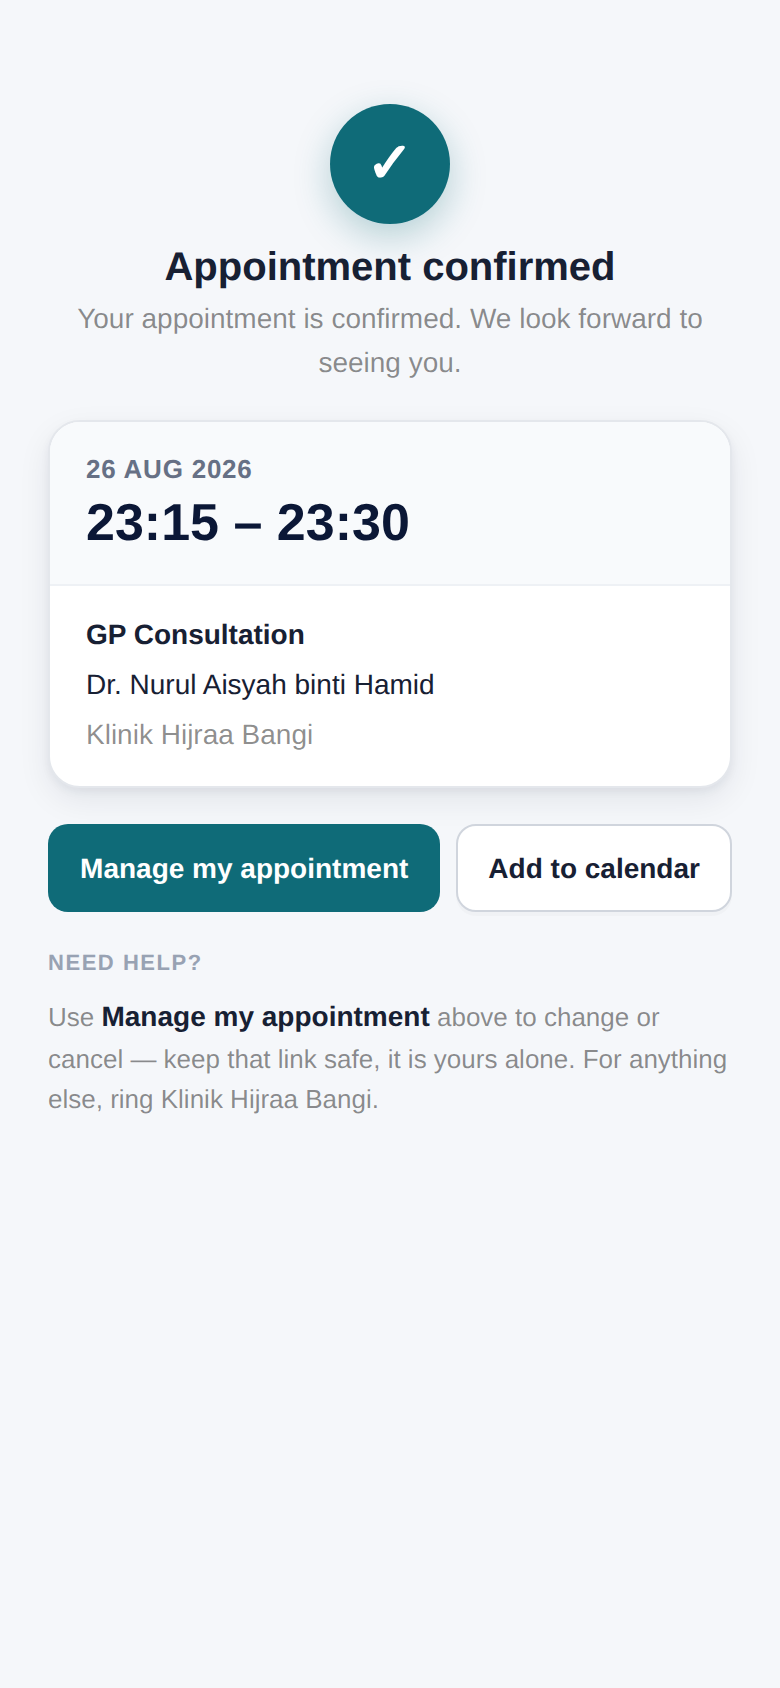 ✓
Appointment confirmed
Your appointment is confirmed. We look forward to
seeing you.
26 AUG 2026
23:15 – 23:30
GP Consultation
Dr. Nurul Aisyah binti Hamid
Klinik Hijraa Bangi
Manage my appointment
Add to calendar
NEED HELP?
Use Manage my appointment above to change or
cancel — keep that link safe, it is yours alone. For anything
else, ring Klinik Hijraa Bangi.